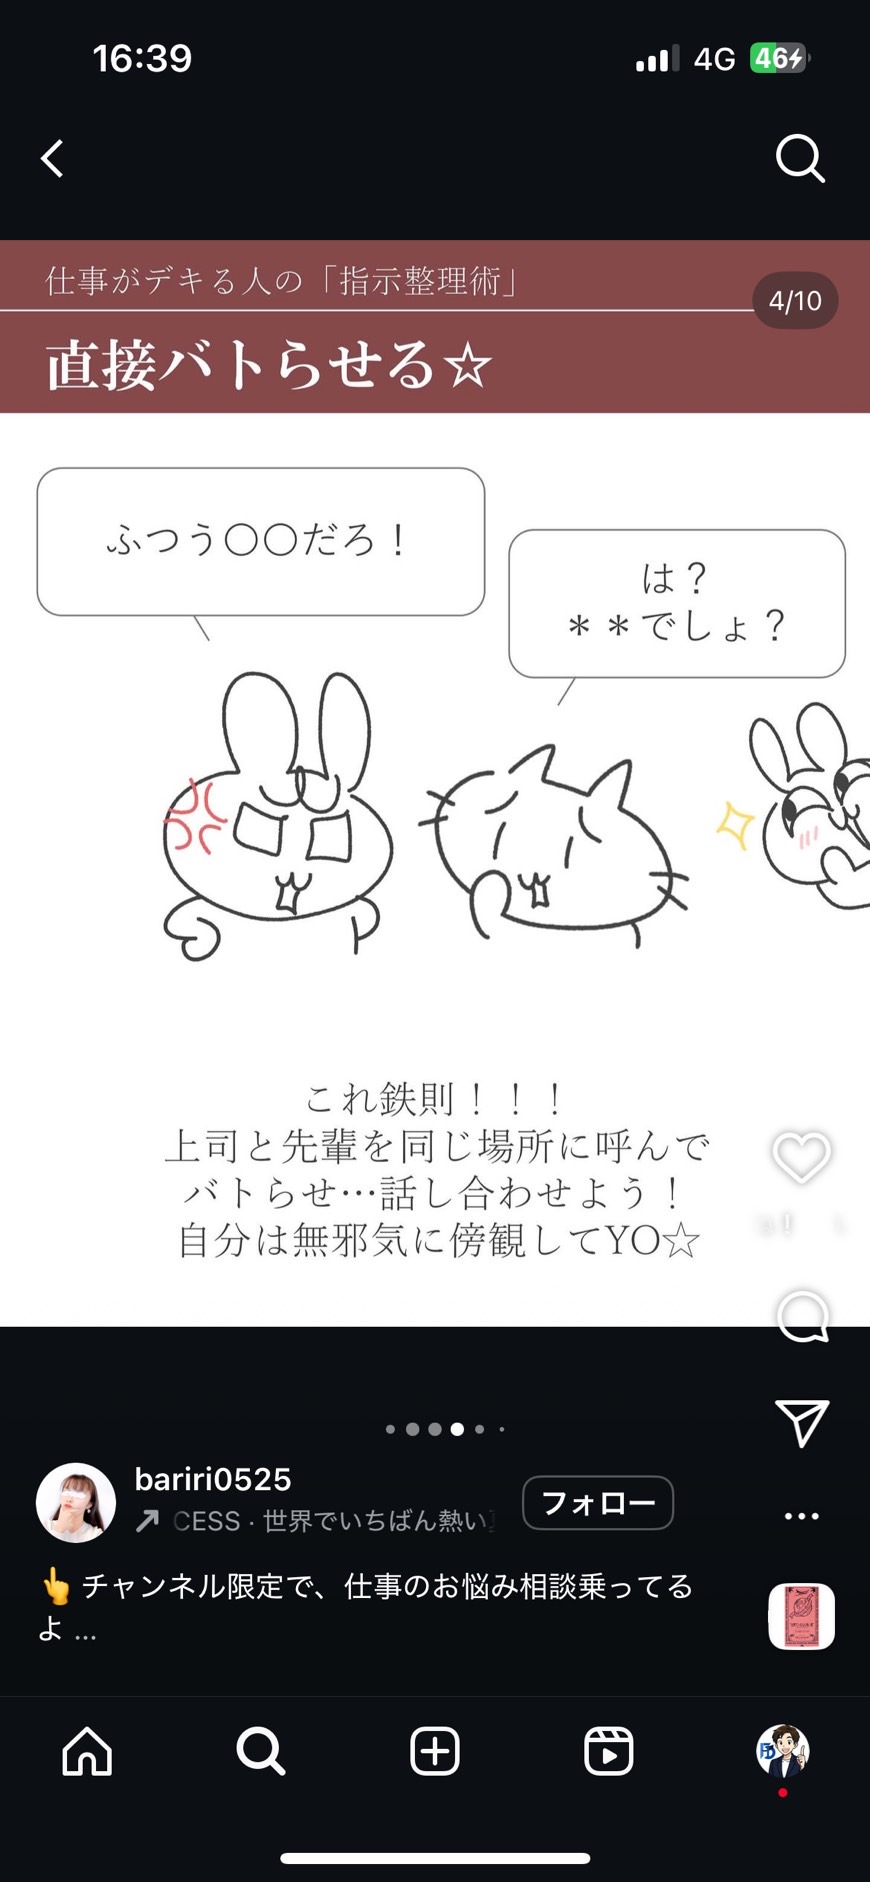 16:39
4G
46
仕事がデキる人の「指示整理術」
4/10
直接バトらせる☆
ふつう〇〇だろ！
は？
＊＊でしょ？
これ鉄則！！！
上司と先輩を同じ場所に呼んで
バトらせ…話し合わせよう！
自分は無邪気に傍観してYO☆
bariri0525
CESS · 世界でいちばん熱い
フォロー
👆 チャンネル限定で、仕事のお悩み相談乗ってる
よ ...